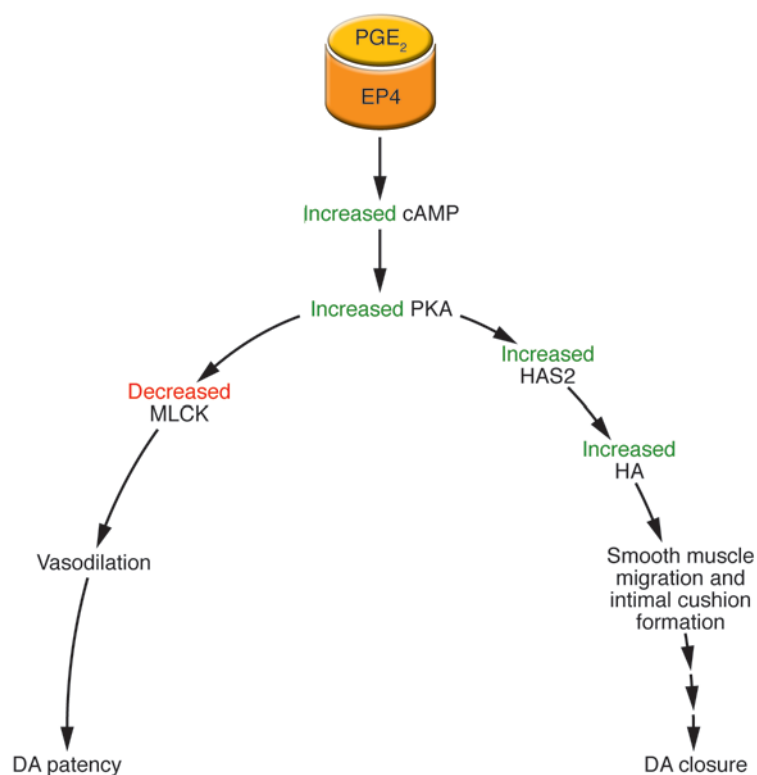 PGE₂
EP4
Increased cAMP
Increased PKA
Decreased
MLCK
Vasodilation
DA patency
Increased
HAS2
Increased
HA
Smooth muscle
migration and
intimal cushion
formation
DA closure